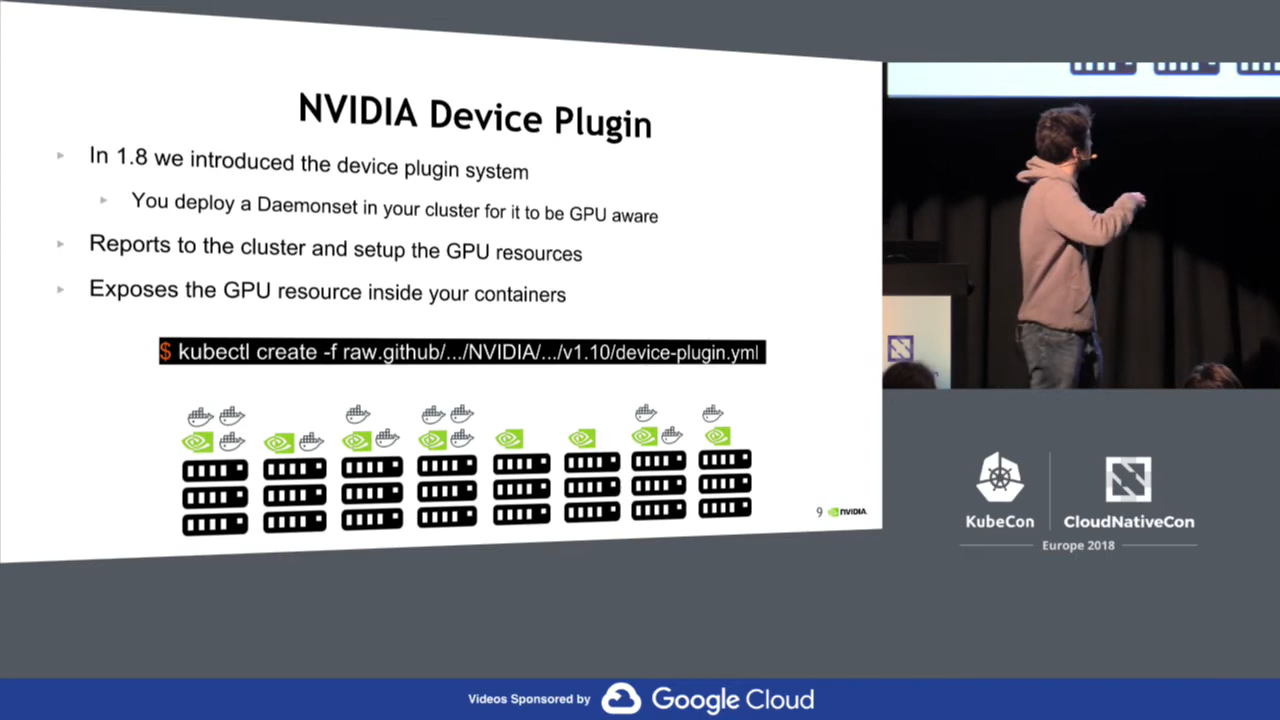 NVIDIA Device Plugin
In 1.8 we introduced the device plugin system
You deploy a Daemonset in your cluster for it to be GPU aware
Reports to the cluster and setup the GPU resources
Exposes the GPU resource inside your containers
$ kubectl create -f raw.github/.../NVIDIA/.../v1.10/device-plugin.yml
9 NVIDIA
KubeCon
CloudNativeCon
Europe 2018
Videos Sponsored by Google Cloud